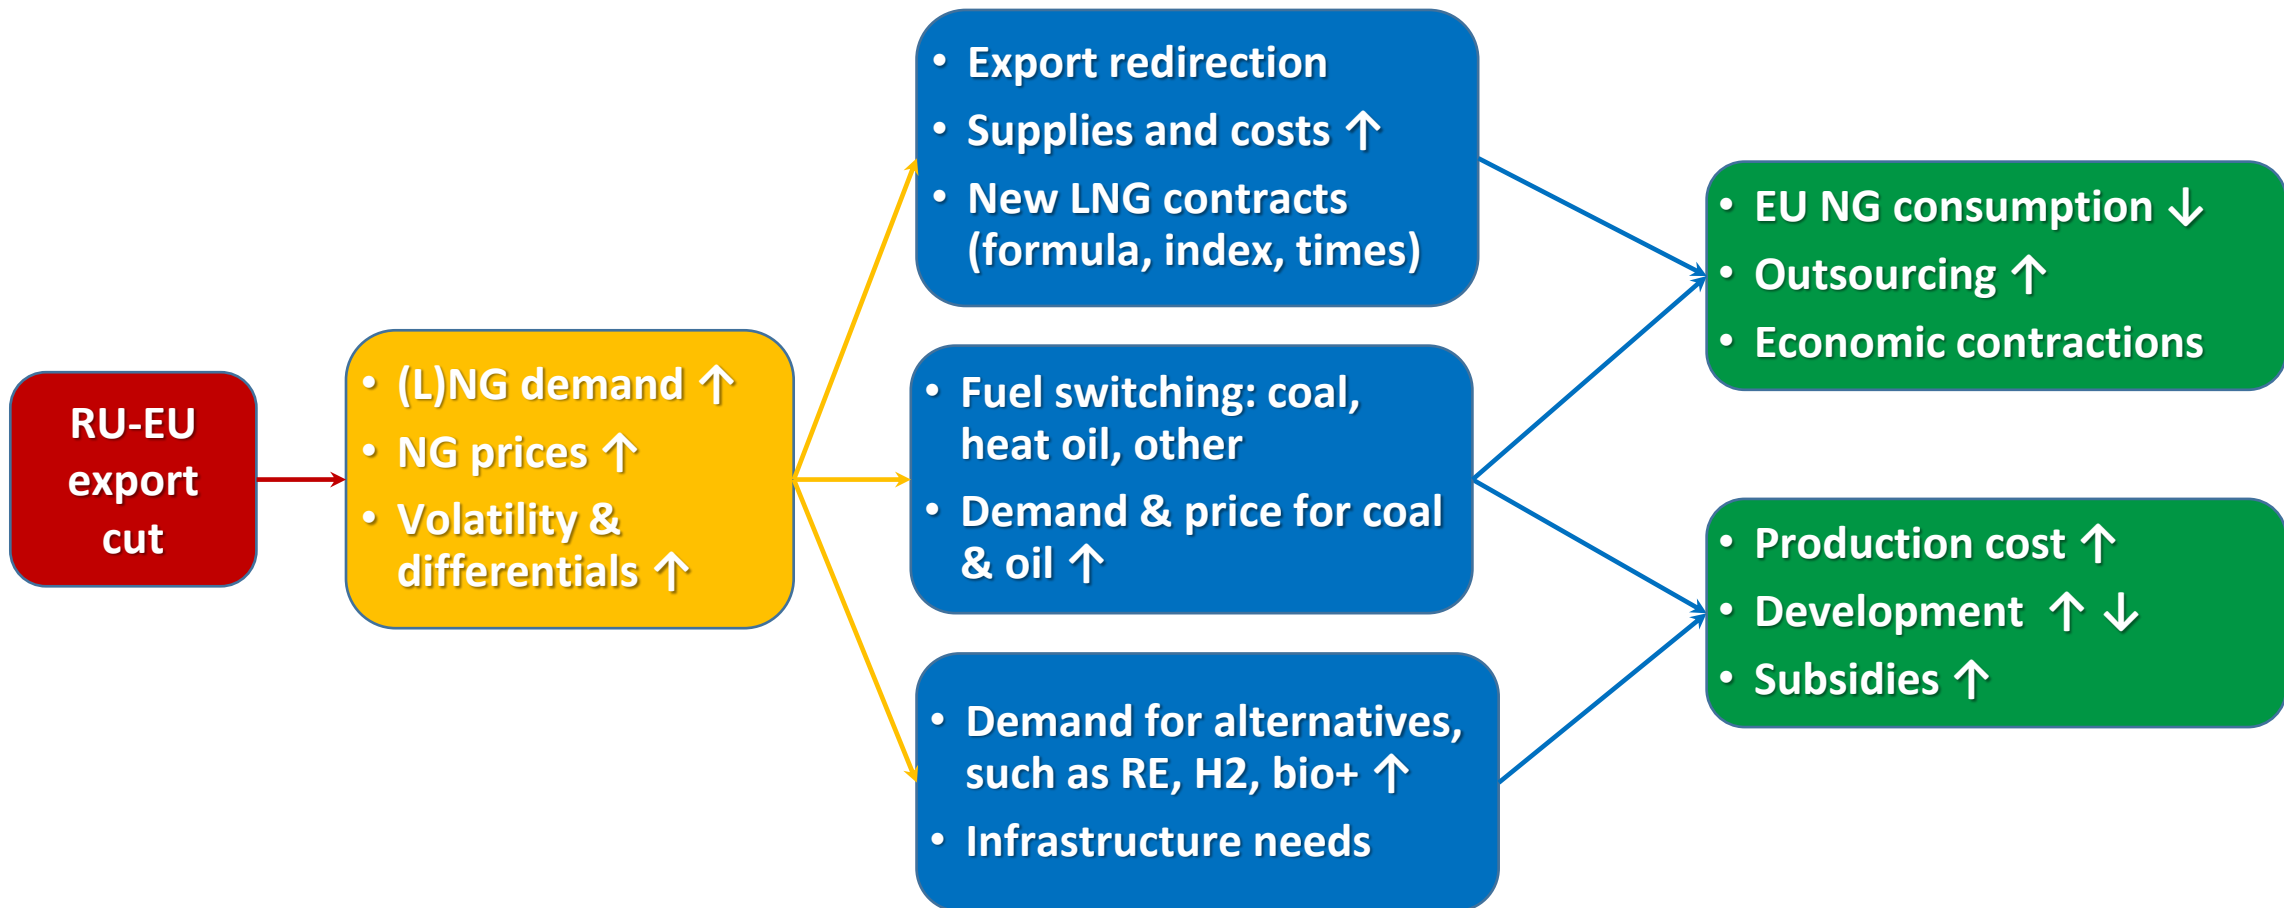 RU-EU
export
cut
• (L)NG demand ↑
• NG prices ↑
• Volatility &
differentials ↑
• Export redirection
• Supplies and costs ↑
• New LNG contracts
(formula, index, times)
• Fuel switching: coal,
heat oil, other
• Demand & price for coal
& oil ↑
• Demand for alternatives,
such as RE, H2, bio+ ↑
• Infrastructure needs
• EU NG consumption ↓
• Outsourcing ↑
• Economic contractions
• Production cost ↑
• Development ↑ ↓
• Subsidies ↑